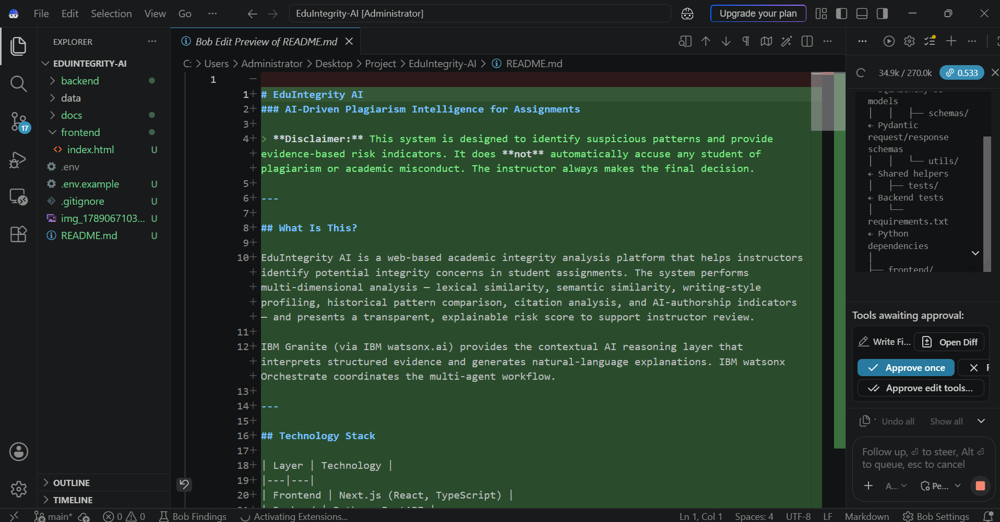 File Edit Selection View Go ···
EduIntegrity-AI [Administrator]
Upgrade your plan
EXPLORER
EDUINTEGRITY-AI
backend
data
docs
frontend
index.html U
.env
.env.example U
.gitignore U
img_1789067103... U
README.md U
17
OUTLINE
TIMELINE
Bob Edit Preview of README.md
C: > Users > Administrator > Desktop > Project > EduIntegrity-AI > README.md
1 −
1+ # EduIntegrity AI
2+ ### AI-Driven Plagiarism Intelligence for Assignments
3+
4+ > **Disclaimer:** This system is designed to identify suspicious patterns and provide
+ evidence-based risk indicators. It does **not** automatically accuse any student of
+ plagiarism or academic misconduct. The instructor always makes the final decision.
5+
6+ ---
7+
8+ ## What Is This?
9+
10+ EduIntegrity AI is a web-based academic integrity analysis platform that helps instructors
+ identify potential integrity concerns in student assignments. The system performs
+ multi-dimensional analysis — lexical similarity, semantic similarity, writing-style
+ profiling, historical pattern comparison, citation analysis, and AI-authorship indicators
+ — and presents a transparent, explainable risk score to support instructor review.
11+
12+ IBM Granite (via IBM watsonx.ai) provides the contextual AI reasoning layer that
+ interprets structured evidence and generates natural-language explanations. IBM watsonx
+ Orchestrate coordinates the multi-agent workflow.
13+
14+ ---
15+
16+ ## Technology Stack
17+
18+ | Layer | Technology |
19+ |---|---|
20+ | Frontend | Next.js (React, TypeScript) |
34.9k / 270.0k
0.533
models
│ │ ├── schemas/
← Pydantic
request/response
schemas
│ │ └── utils/
← Shared helpers
│ ├── tests/
← Backend tests
│ └──
requirements.txt
← Python
dependencies
│
├── frontend/
Tools awaiting approval:
Write Fi... Open Diff
Approve once
Approve edit tools...
Undo all Show all
Follow up, ⏎ to steer, Alt ⏎
to queue, esc to cancel
A... Pe...
main* 0 0 Bob Findings Activating Extensions...
Ln 1, Col 1 Spaces: 4 UTF-8 LF Markdown Bob Settings